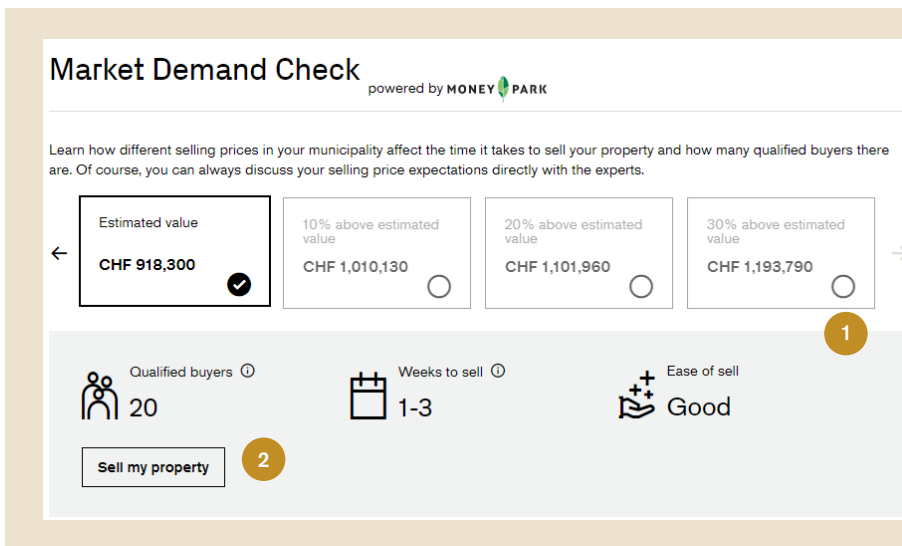 Market Demand Check
powered by MONEY PARK
Learn how different selling prices in your municipality affect the time it takes to sell your property and how many qualified buyers there
are. Of course, you can always discuss your selling price expectations directly with the experts.
Estimated value
CHF 918,300
10% above estimated
value
CHF 1,010,130
20% above estimated
value
CHF 1,101,960
30% above estimated
value
CHF 1,193,790
1
Qualified buyers
20
Weeks to sell
1-3
Ease of sell
Good
Sell my property
2